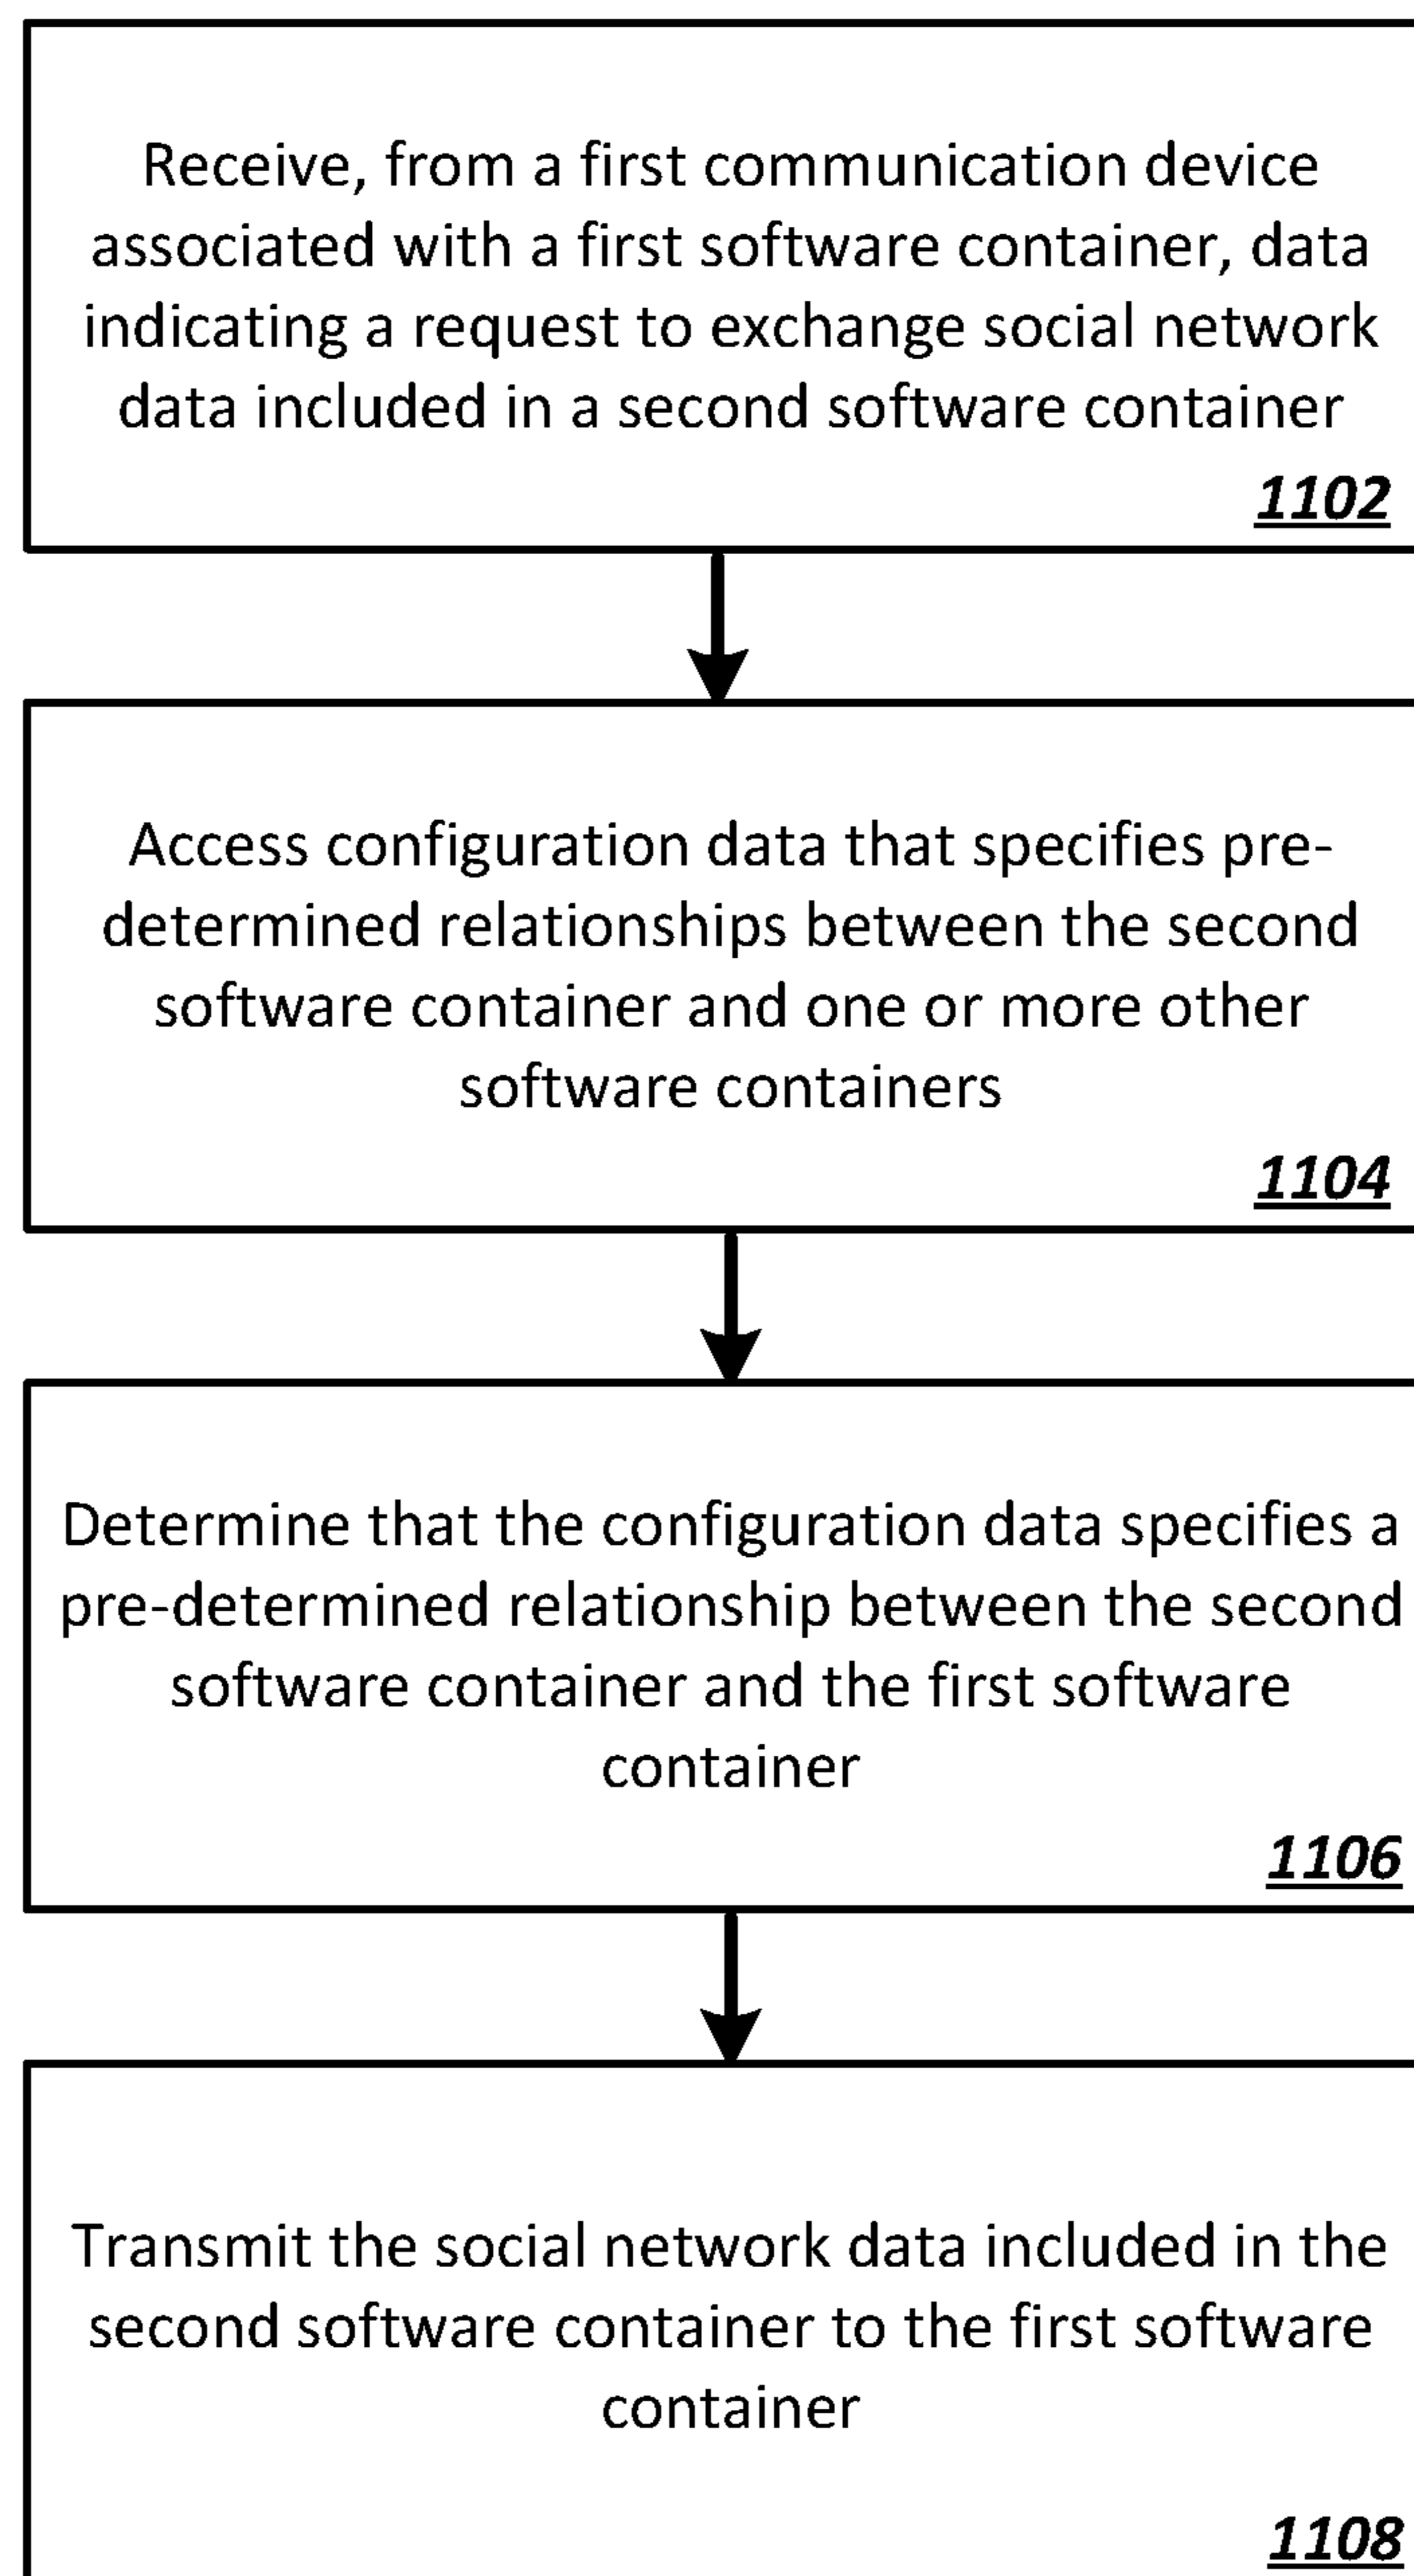 Receive, from a first communication device
associated with a first software container, data
indicating a request to exchange social network
data included in a second software container
1102
Access configuration data that specifies pre-
determined relationships between the second
software container and one or more other
software containers
1104
Determine that the configuration data specifies a
pre-determined relationship between the second
software container and the first software
container
1106
Transmit the social network data included in the
second software container to the first software
container
1108